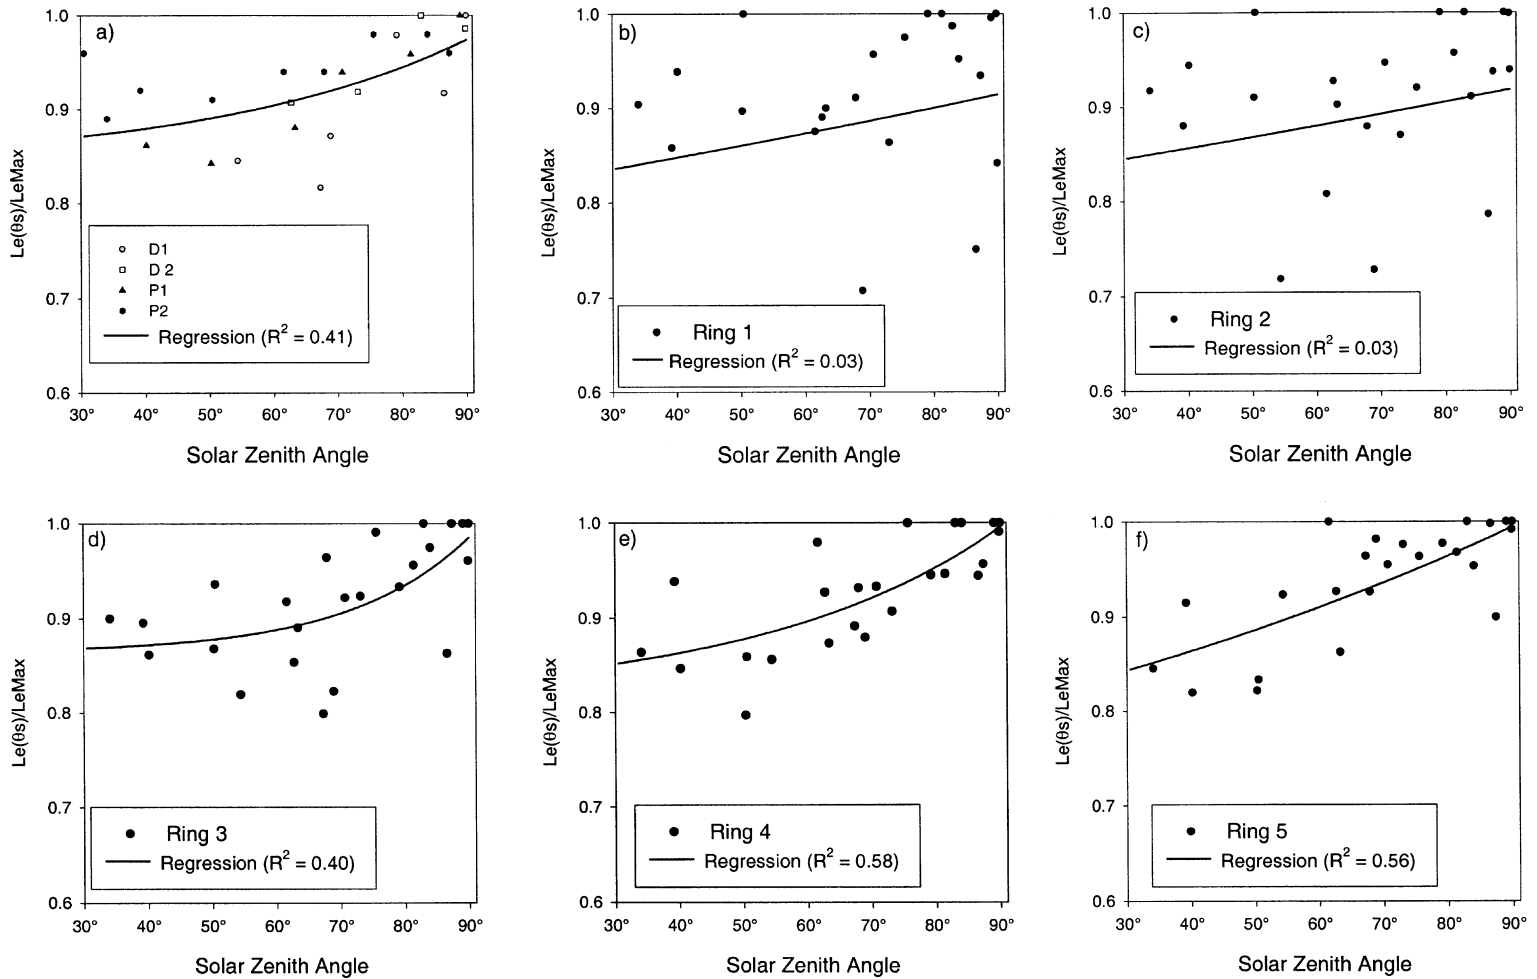 a)
1.0
0.9
0.8
0.7
0.6
Le(θs)/LeMax
D1
D 2
P1
P2
Regression (R² = 0.41)
30° 40° 50° 60° 70° 80° 90°
Solar Zenith Angle
b)
1.0
0.9
0.8
0.7
0.6
Le(θs)/LeMax
Ring 1
Regression (R² = 0.03)
30° 40° 50° 60° 70° 80° 90°
Solar Zenith Angle
c)
1.0
0.9
0.8
0.7
0.6
Le(θs)/LeMax
Ring 2
Regression (R² = 0.03)
30° 40° 50° 60° 70° 80° 90°
Solar Zenith Angle
d)
1.0
0.9
0.8
0.7
0.6
Le(θs)/LeMax
Ring 3
Regression (R² = 0.40)
30° 40° 50° 60° 70° 80° 90°
Solar Zenith Angle
e)
1.0
0.9
0.8
0.7
0.6
Le(θs)/LeMax
Ring 4
Regression (R² = 0.58)
30° 40° 50° 60° 70° 80° 90°
Solar Zenith Angle
f)
1.0
0.9
0.8
0.7
0.6
Le(θs)/LeMax
Ring 5
Regression (R² = 0.56)
30° 40° 50° 60° 70° 80° 90°
Solar Zenith Angle